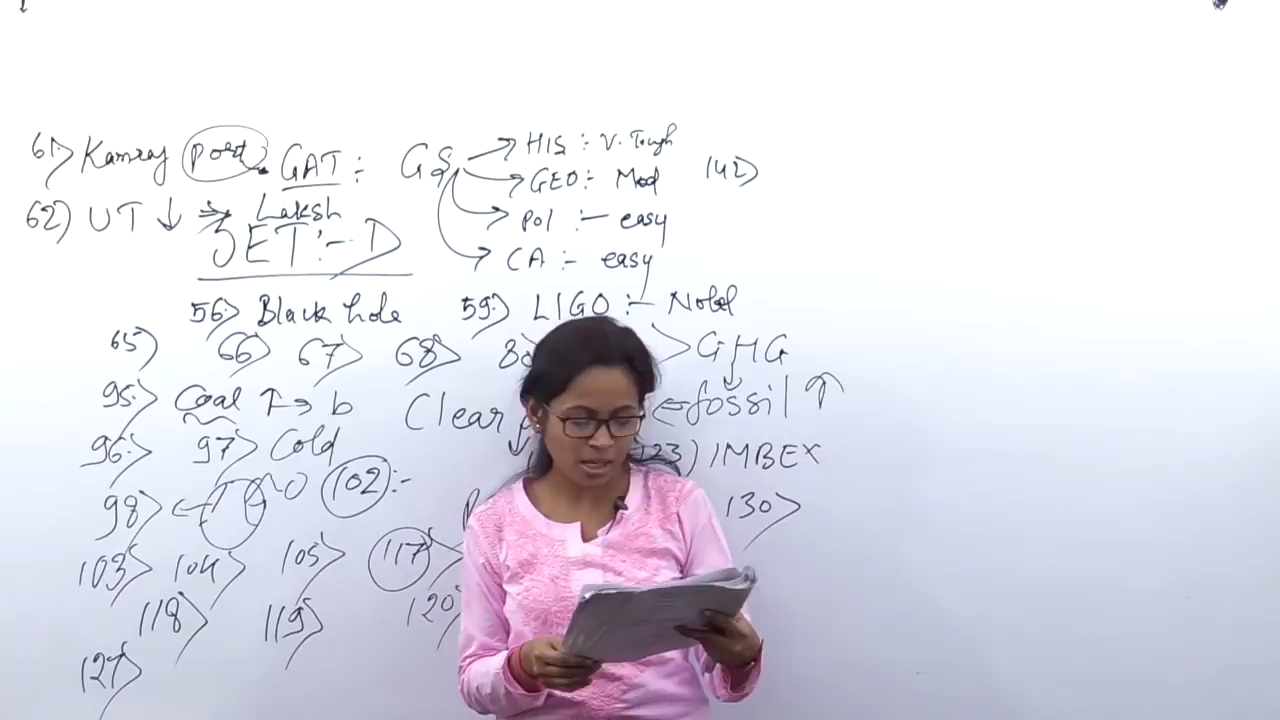 61> Kamraj port. GAT :- GS → HIS :- V. Tough
→ GEO :- Mod 142>
62) UT ↓ ⇒ Laksh → Pol :- easy
SET :- D → CA :- easy
56:> Black hole 59:> LIGO :- Nobel
65) 66> 67> 68> > GHG
95:> Coal ↑→ b Clear ← fossil ↑
96:> 97> Cold 123) IMBEX
98> 102:- 130>
103> 104> 105> 117>
118> 119> 120
127>